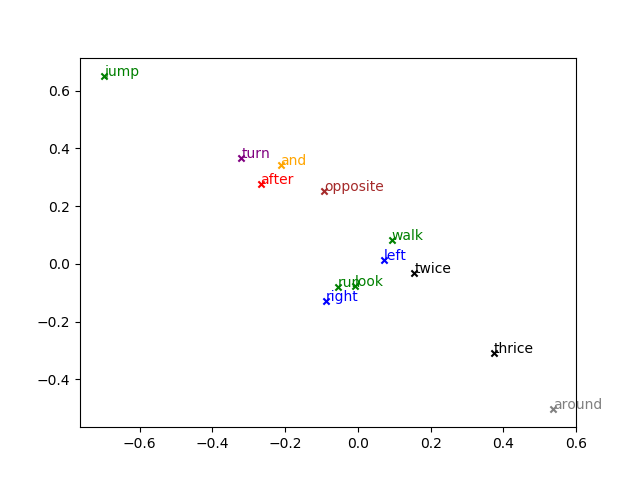 jump
0.6
turn
and
0.4
after
opposite
0.2
walk
left
0.0
twice
run
look
right
−0.2
thrice
−0.4
around
−0.6 −0.4 −0.2 0.0 0.2 0.4 0.6